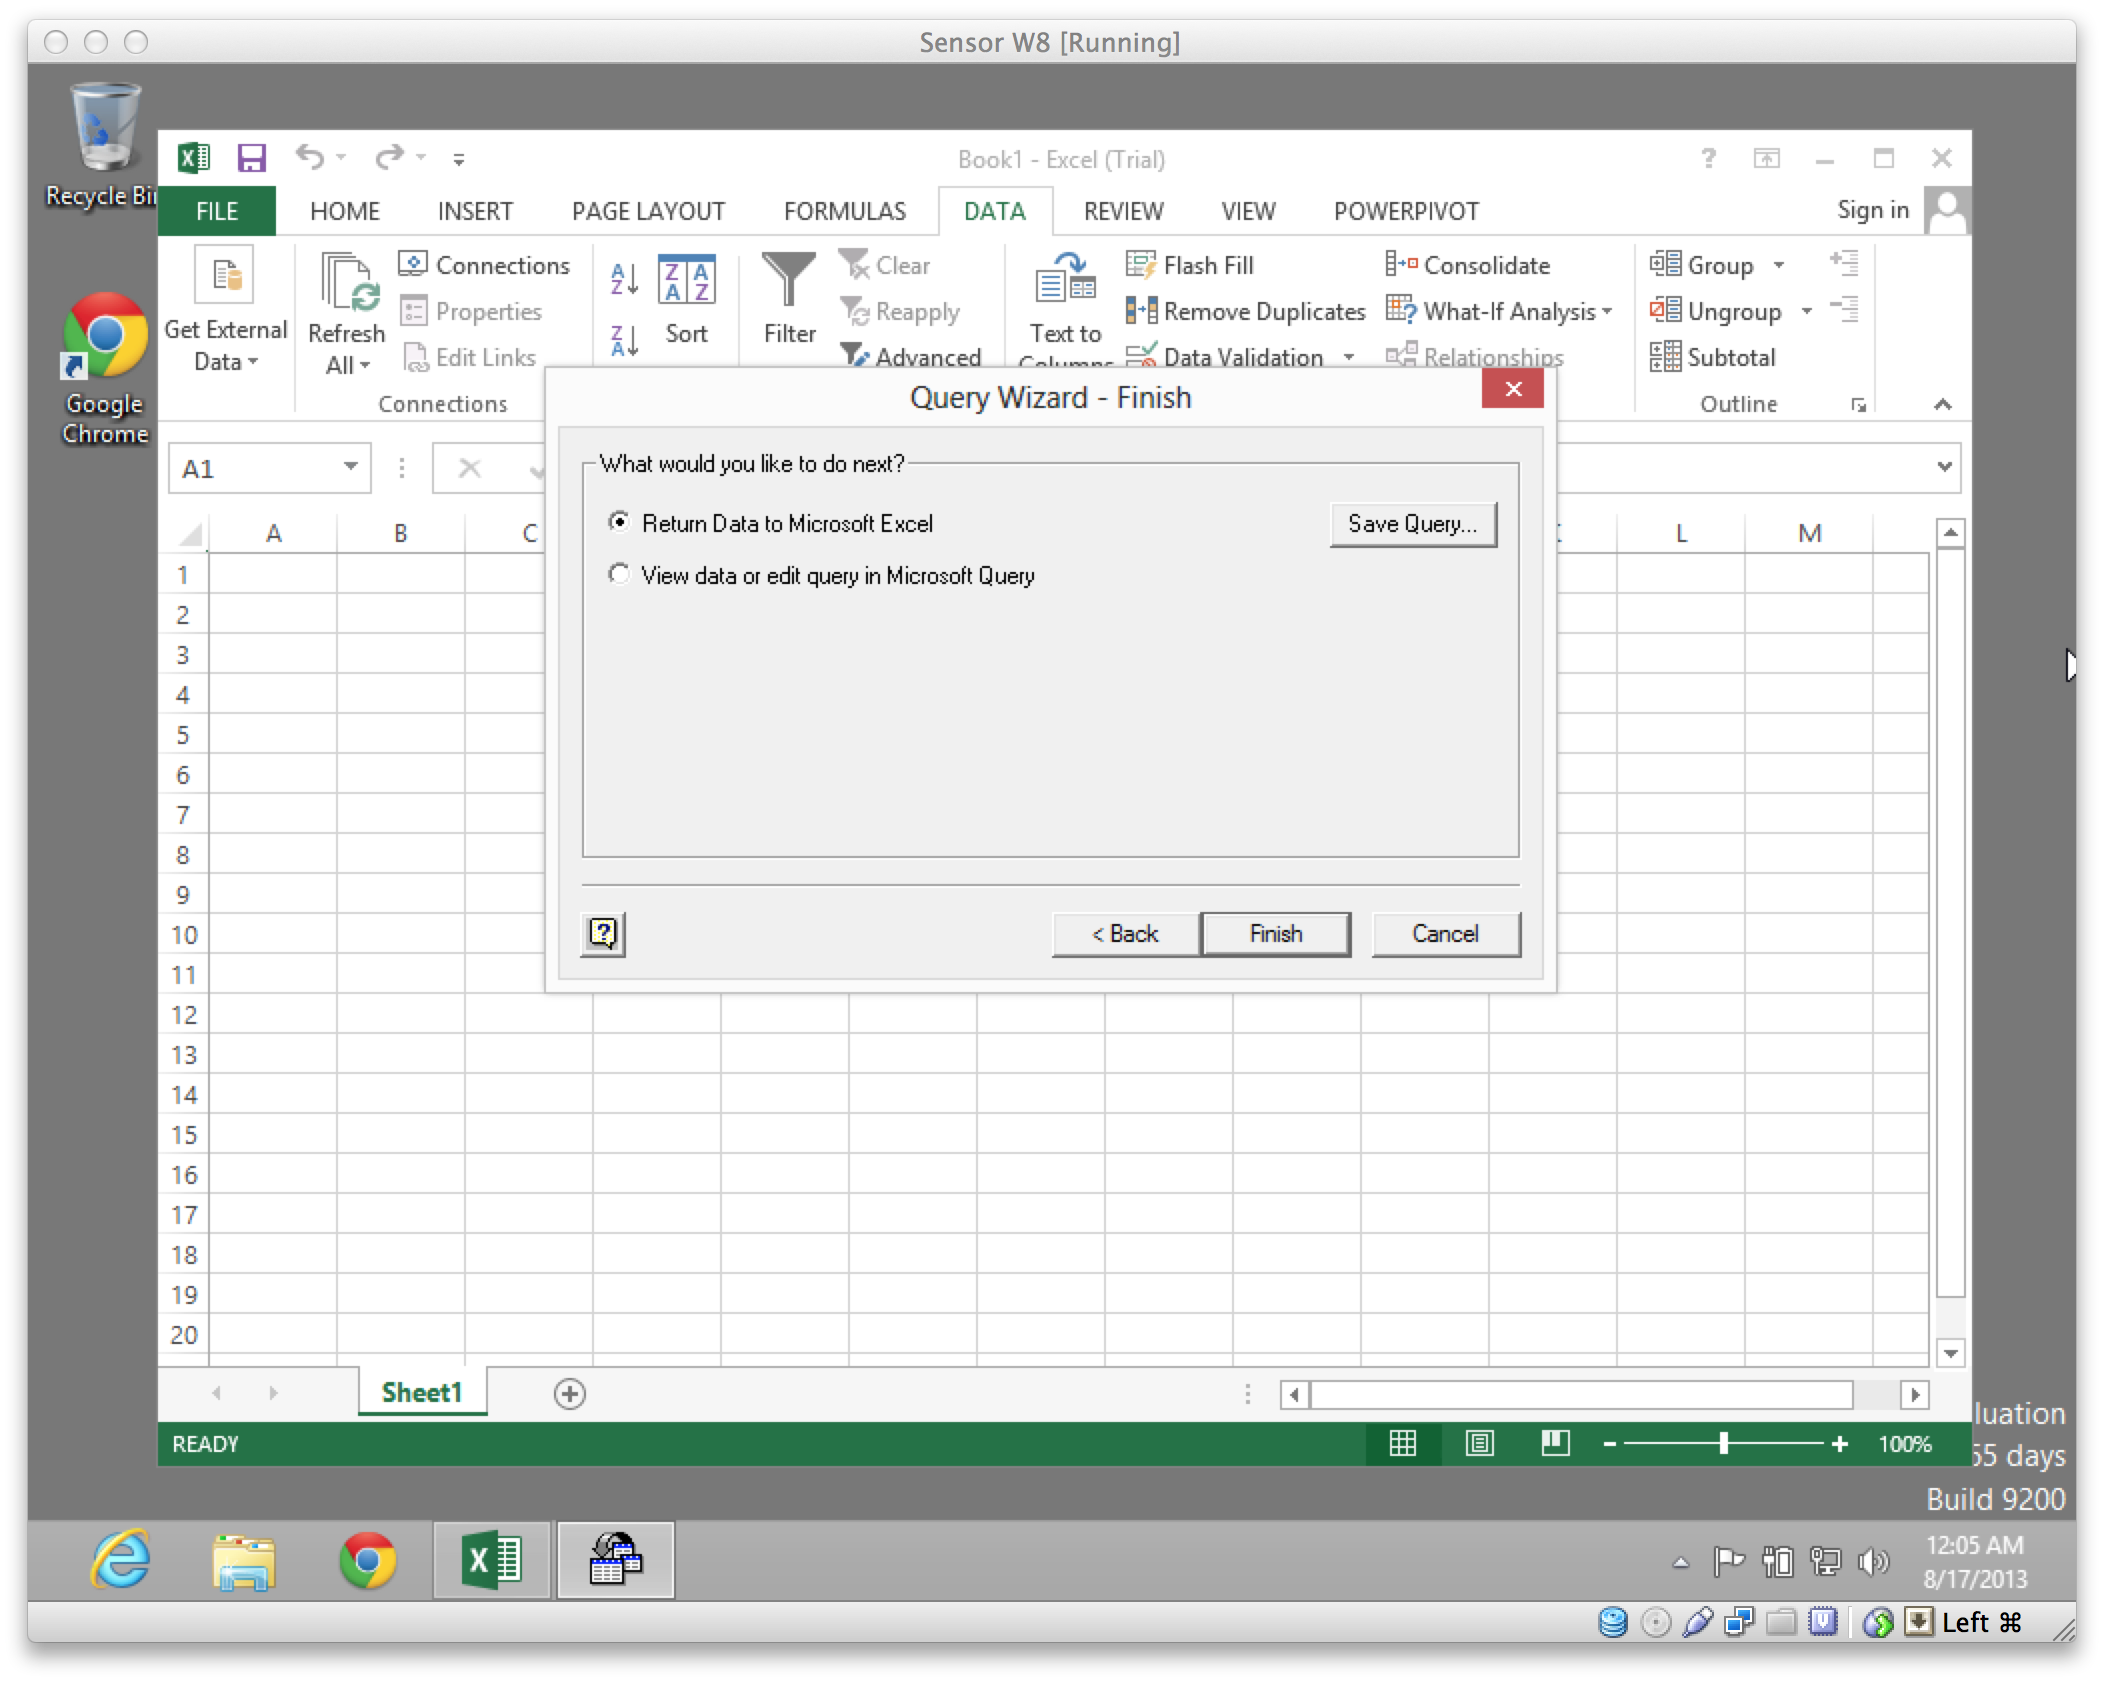 Sensor W8 [Running]
Recycle Bin
Google
Chrome
Book1 - Excel (Trial)
?
FILE HOME INSERT PAGE LAYOUT FORMULAS DATA REVIEW VIEW POWERPIVOT Sign in
Get External
Data
Refresh
All
Connections
Properties
Edit Links
Connections
Sort
Filter
Clear
Reapply
Advanced
Text to
Columns
Flash Fill
Remove Duplicates
Data Validation
Consolidate
What-If Analysis
Relationships
Group
Ungroup
Subtotal
Outline
Query Wizard - Finish
A1
What would you like to do next?
Return Data to Microsoft Excel
Save Query...
View data or edit query in Microsoft Query
< Back Finish Cancel
A B C L M
1
2
3
4
5
6
7
8
9
10
11
12
13
14
15
16
17
18
19
20
Sheet1
READY
100%
luation
55 days
Build 9200
12:05 AM
8/17/2013
Left ⌘